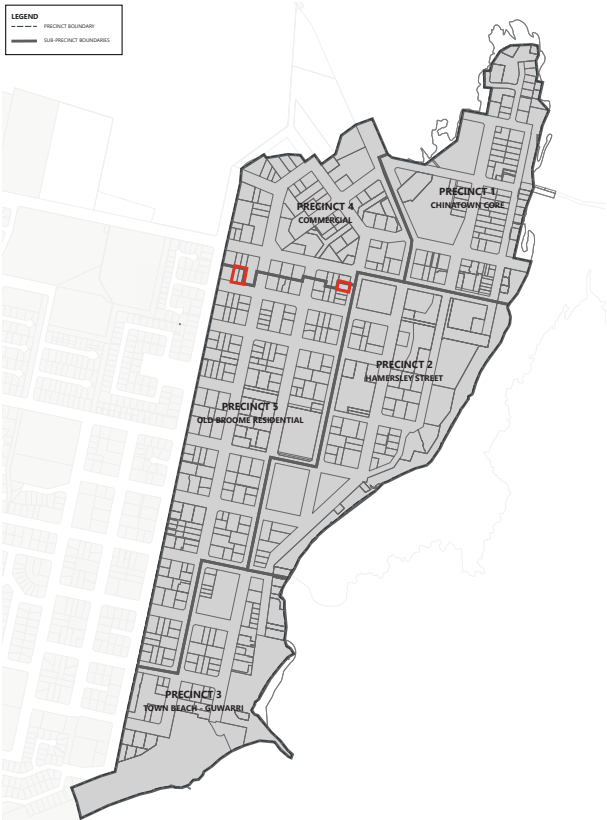 LEGEND
PRECINCT BOUNDARY
SUB-PRECINCT BOUNDARIES
PRECINCT 1
CHINATOWN CORE
PRECINCT 4
COMMERCIAL
PRECINCT 2
HAMERSLEY STREET
PRECINCT 5
OLD BROOME RESIDENTIAL
PRECINCT 3
TOWN BEACH - GUWARRI